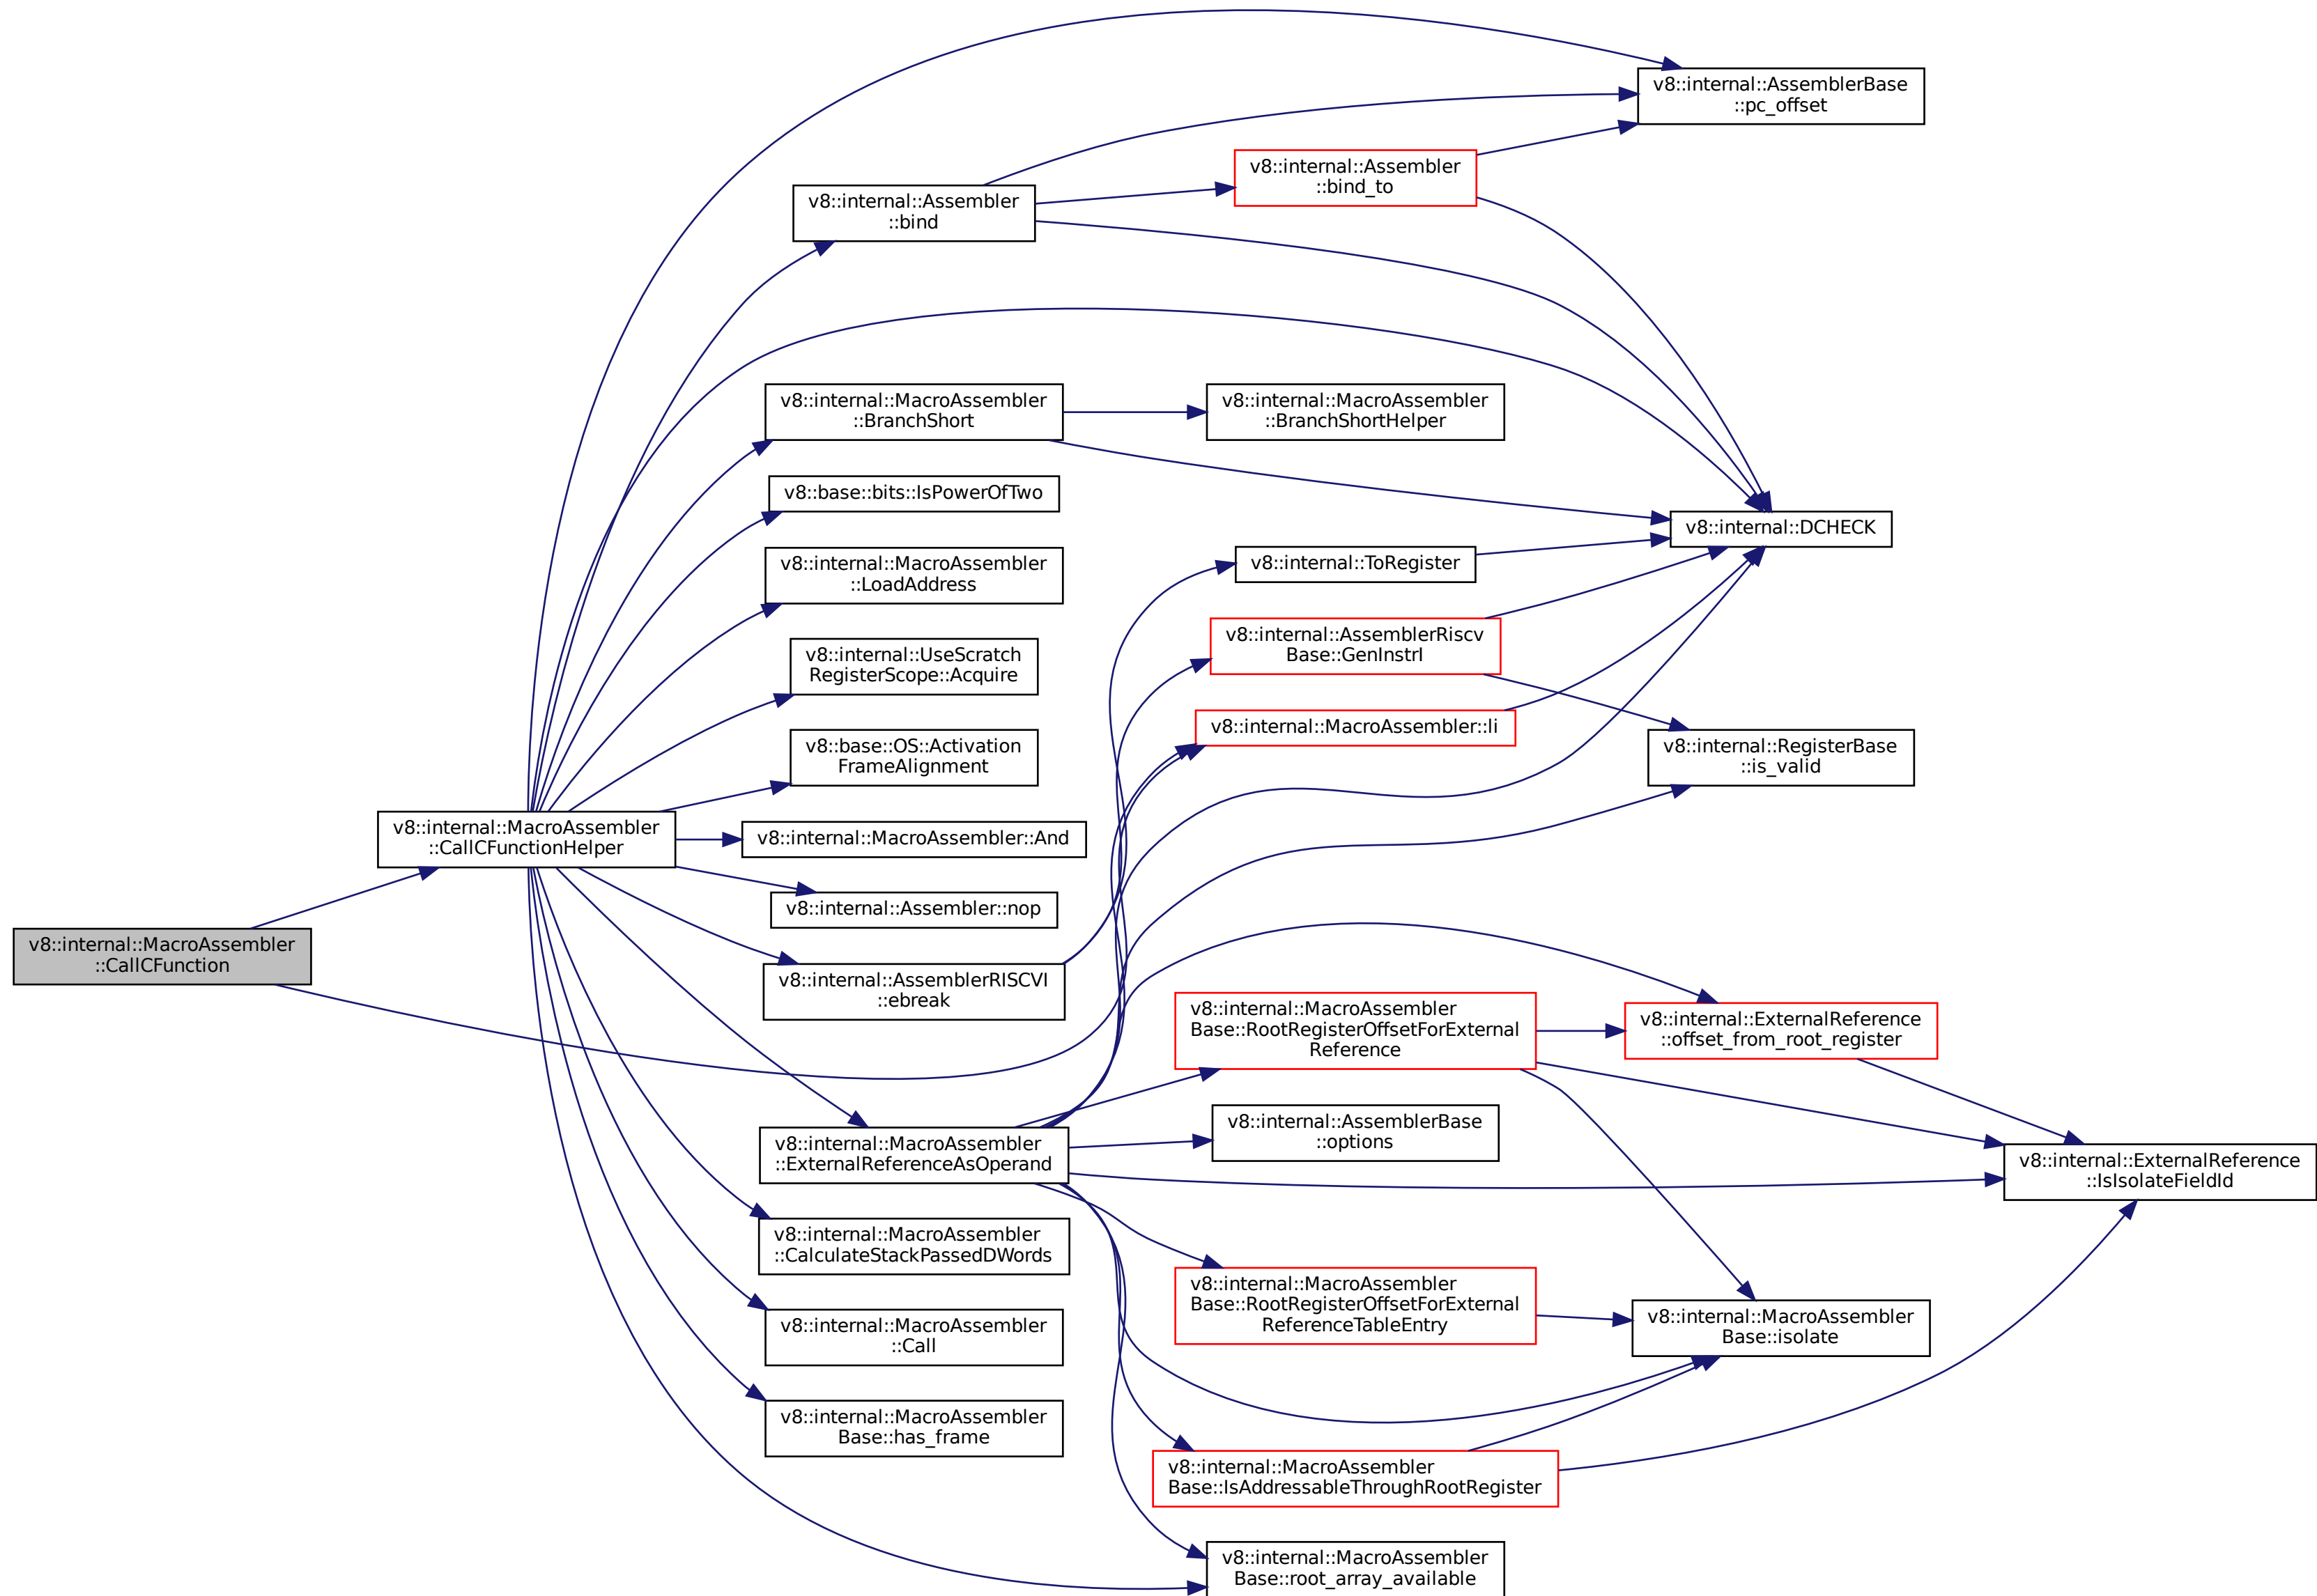 v8::internal::AssemblerBase
::pc_offset
v8::internal::Assembler
::bind_to
v8::internal::Assembler
::bind
v8::internal::MacroAssembler
::BranchShort
v8::internal::MacroAssembler
::BranchShortHelper
v8::base::bits::IsPowerOfTwo
v8::internal::DCHECK
v8::internal::MacroAssembler
::LoadAddress
v8::internal::ToRegister
v8::internal::UseScratch
RegisterScope::Acquire
v8::internal::AssemblerRiscv
Base::GenInstrI
v8::internal::MacroAssembler::li
v8::base::OS::Activation
FrameAlignment
v8::internal::RegisterBase
::is_valid
v8::internal::MacroAssembler
::CallCFunctionHelper
v8::internal::MacroAssembler::And
v8::internal::Assembler::nop
v8::internal::MacroAssembler
::CallCFunction
v8::internal::AssemblerRISCVI
::ebreak
v8::internal::MacroAssembler
Base::RootRegisterOffsetForExternal
Reference
v8::internal::ExternalReference
::offset_from_root_register
v8::internal::AssemblerBase
::options
v8::internal::MacroAssembler
::ExternalReferenceAsOperand
v8::internal::ExternalReference
::IsIsolateFieldId
v8::internal::MacroAssembler
::CalculateStackPassedDWords
v8::internal::MacroAssembler
Base::RootRegisterOffsetForExternal
ReferenceTableEntry
v8::internal::MacroAssembler
Base::isolate
v8::internal::MacroAssembler
::Call
v8::internal::MacroAssembler
Base::has_frame
v8::internal::MacroAssembler
Base::IsAddressableThroughRootRegister
v8::internal::MacroAssembler
Base::root_array_available